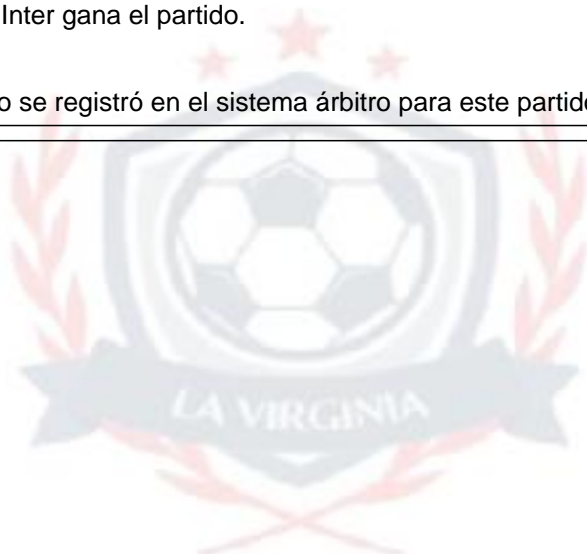 Inter gana el partido.
o se registró en el sistema árbitro para este partido
LA VIRGINIA